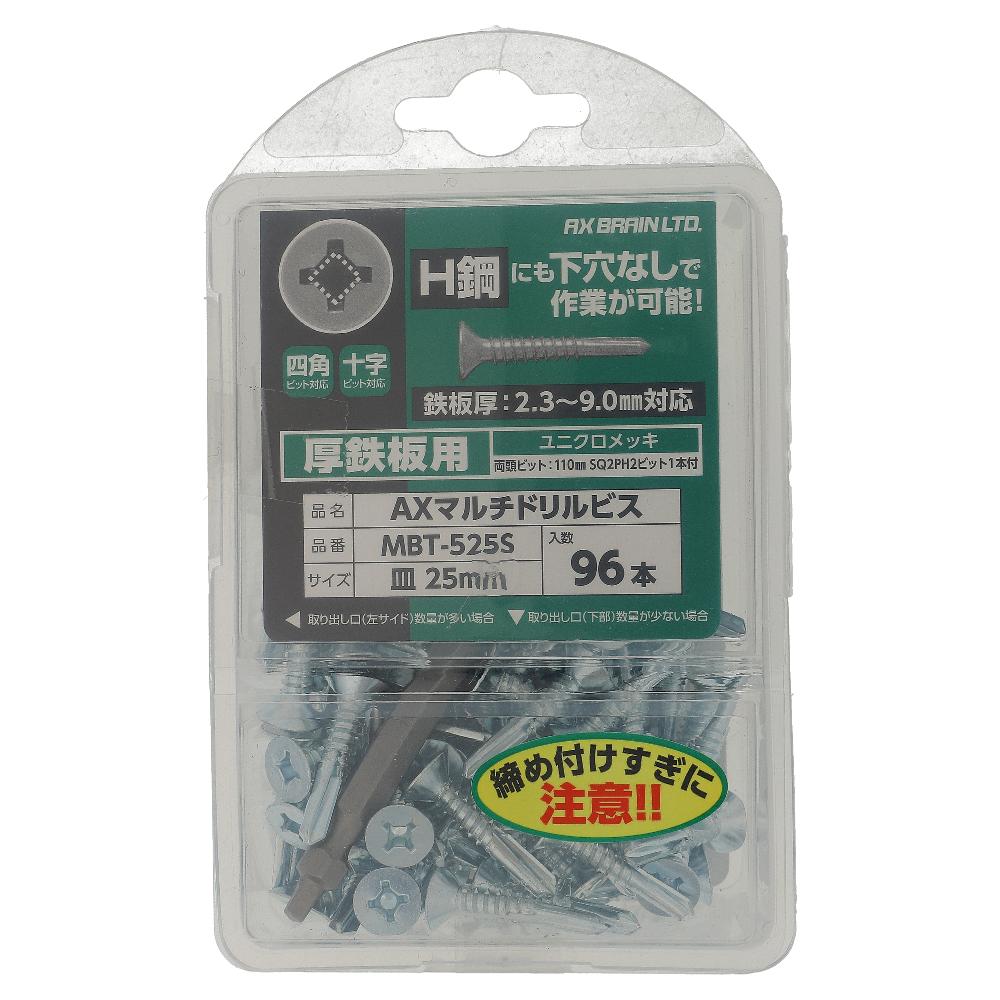 AX BRAIN LTD.
H鋼にも下穴なしで
作業が可能!
四角
ビット対応
十字
ビット対応
鉄板厚:2.3〜9.0mm対応
厚鉄板用
ユニクロメッキ
両頭ビット:110mm SQ2PH2ビット1本付
品名 AXマルチドリルビス
品番 MBT-525S
サイズ 皿 25mm
入数
96本
◀ 取り出し口(左サイド)数量が多い場合 ▼ 取り出し口(下部)数量が少ない場合
締め付けすぎに
注意!!